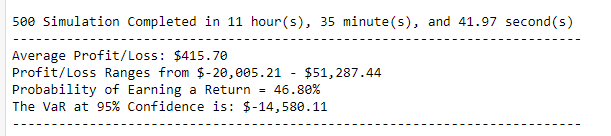 500 Simulation Completed in 11 hour(s), 35 minute(s), and 41.97 second(s)
--------------------------------------------------------------------------------
Average Profit/Loss: $415.70
Profit/Loss Ranges from $-20,005.21 - $51,287.44
Probability of Earning a Return = 46.80%
The VaR at 95% Confidence is: $-14,580.11
--------------------------------------------------------------------------------